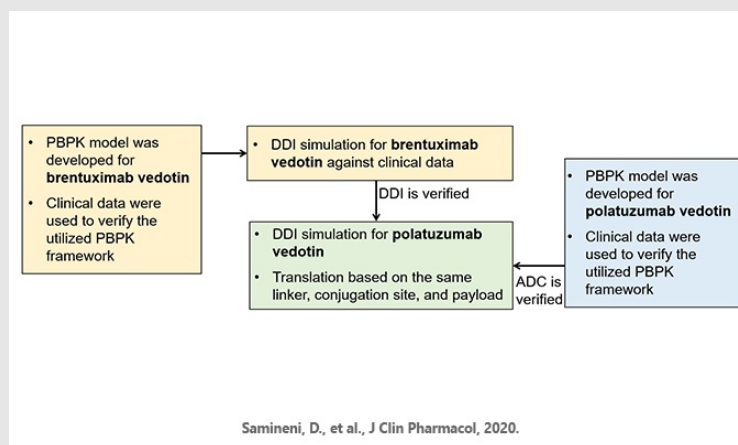 • PBPK model was
developed for
brentuximab vedotin
• Clinical data were
used to verify the
utilized PBPK
framework
• DDI simulation for brentuximab
vedotin against clinical data
DDI is verified
• DDI simulation for polatuzumab
vedotin
• Translation based on the same
linker, conjugation site, and payload
• PBPK model was
developed for
polatuzumab vedotin
• Clinical data were
used to verify the
utilized PBPK
framework
ADC is
verified
Samineni, D., et al., J Clin Pharmacol, 2020.